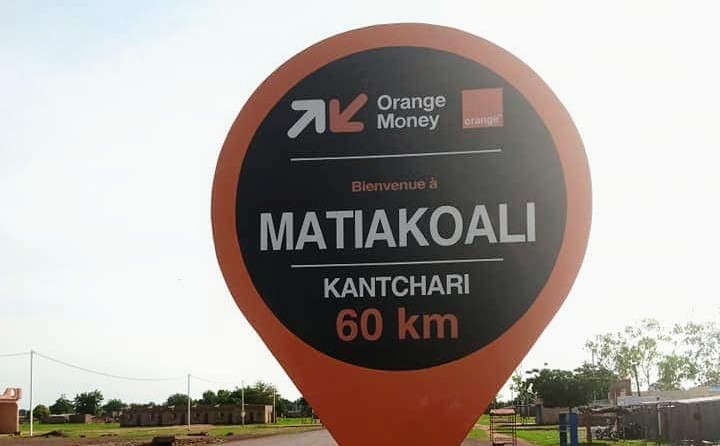 Orange
Money
orange
Bienvenue à
MATIAKOALI
KANTCHARI
60 km